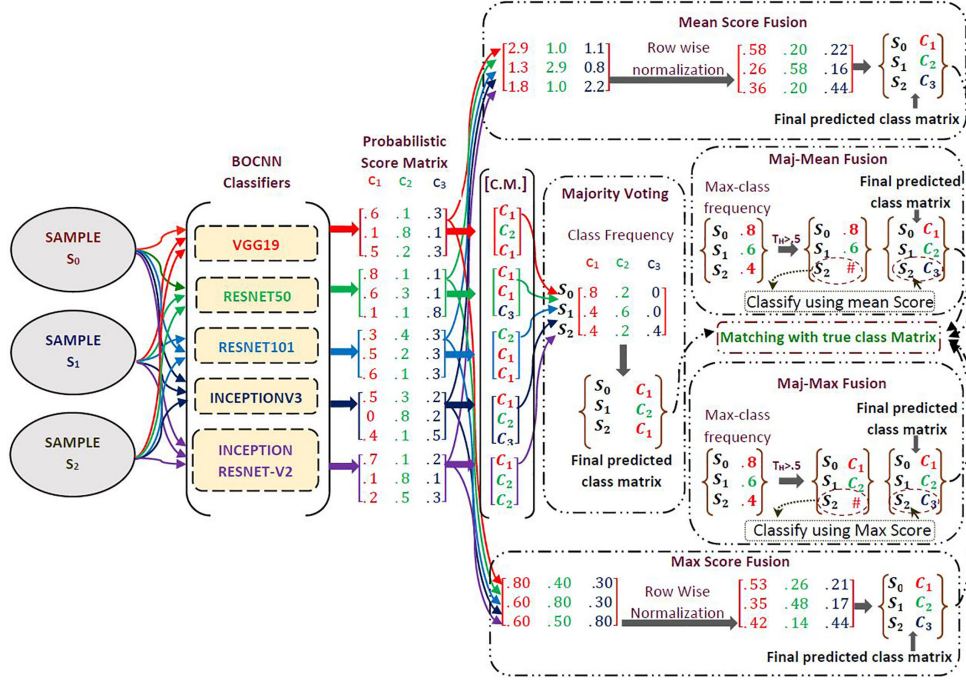 Mean Score Fusion
2.9 1.0 1.1
1.3 2.9 0.8
1.8 1.0 2.2
Row wise
normalization
.58 .20 .22
.26 .58 .16
.36 .20 .44
S0 C1
S1 C2
S2 C3
Final predicted class matrix
BOCNN
Classifiers
Probabilistic
Score Matrix
C1 C2 C3
SAMPLE
S0
SAMPLE
S1
SAMPLE
S2
VGG19
RESNET50
RESNET101
INCEPTIONV3
INCEPTION
RESNET-V2
.6 .1 .3
.1 .8 .1
.5 .2 .3
.8 .1 .1
.6 .3 .1
.1 .1 .8
.3 .4 .3
.5 .2 .3
.6 .1 .3
.5 .3 .2
0 .8 .2
.4 .1 .5
.7 .1 .2
.1 .8 .1
.2 .5 .3
[C.M.]
C1
C2
C1
C1
C1
C3
C2
C1
C1
C1
C2
C3
C1
C2
C2
Majority Voting
Class Frequency
C1 C2 C3
S0 .8 .2 0
S1 .4 .6 .0
S2 .4 .2 .4
S0 C1
S1 C2
S2 C1
Final predicted
class matrix
Maj-Mean Fusion
Max-class
frequency
Final predicted
class matrix
S0 .8
S1 .6
S2 .4
TH>.5
S0 .8
S1 .6
S2 #
S0 C1
S1 C2
S2 C3
Classify using mean Score
Matching with true class Matrix
Maj-Max Fusion
Max-class
frequency
Final predicted
class matrix
S0 .8
S1 .6
S2 .4
TH>.5
S0 C1
S1 C2
S2 #
S0 C1
S1 C2
S2 C3
Classify using Max Score
Max Score Fusion
.80 .40 .30
.60 .80 .30
.60 .50 .80
Row Wise
Normalization
.53 .26 .21
.35 .48 .17
.42 .14 .44
S0 C1
S1 C2
S2 C3
Final predicted class matrix